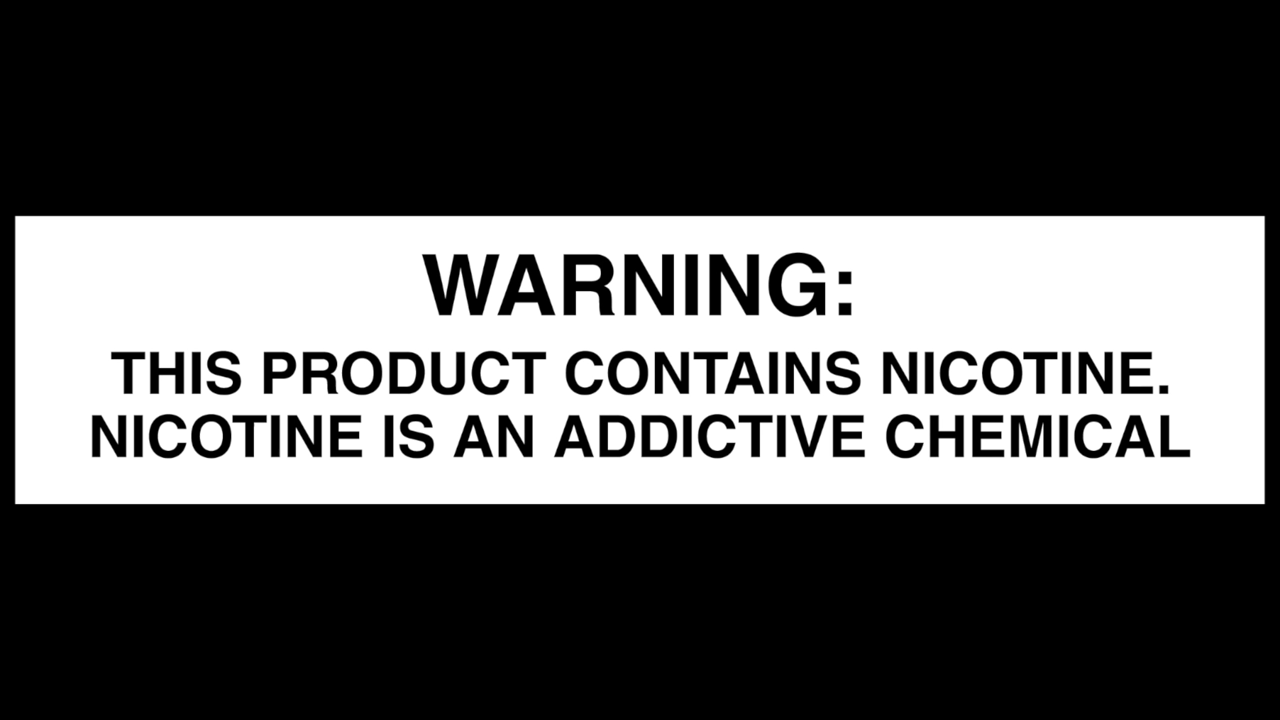 WARNING:
THIS PRODUCT CONTAINS NICOTINE.
NICOTINE IS AN ADDICTIVE CHEMICAL